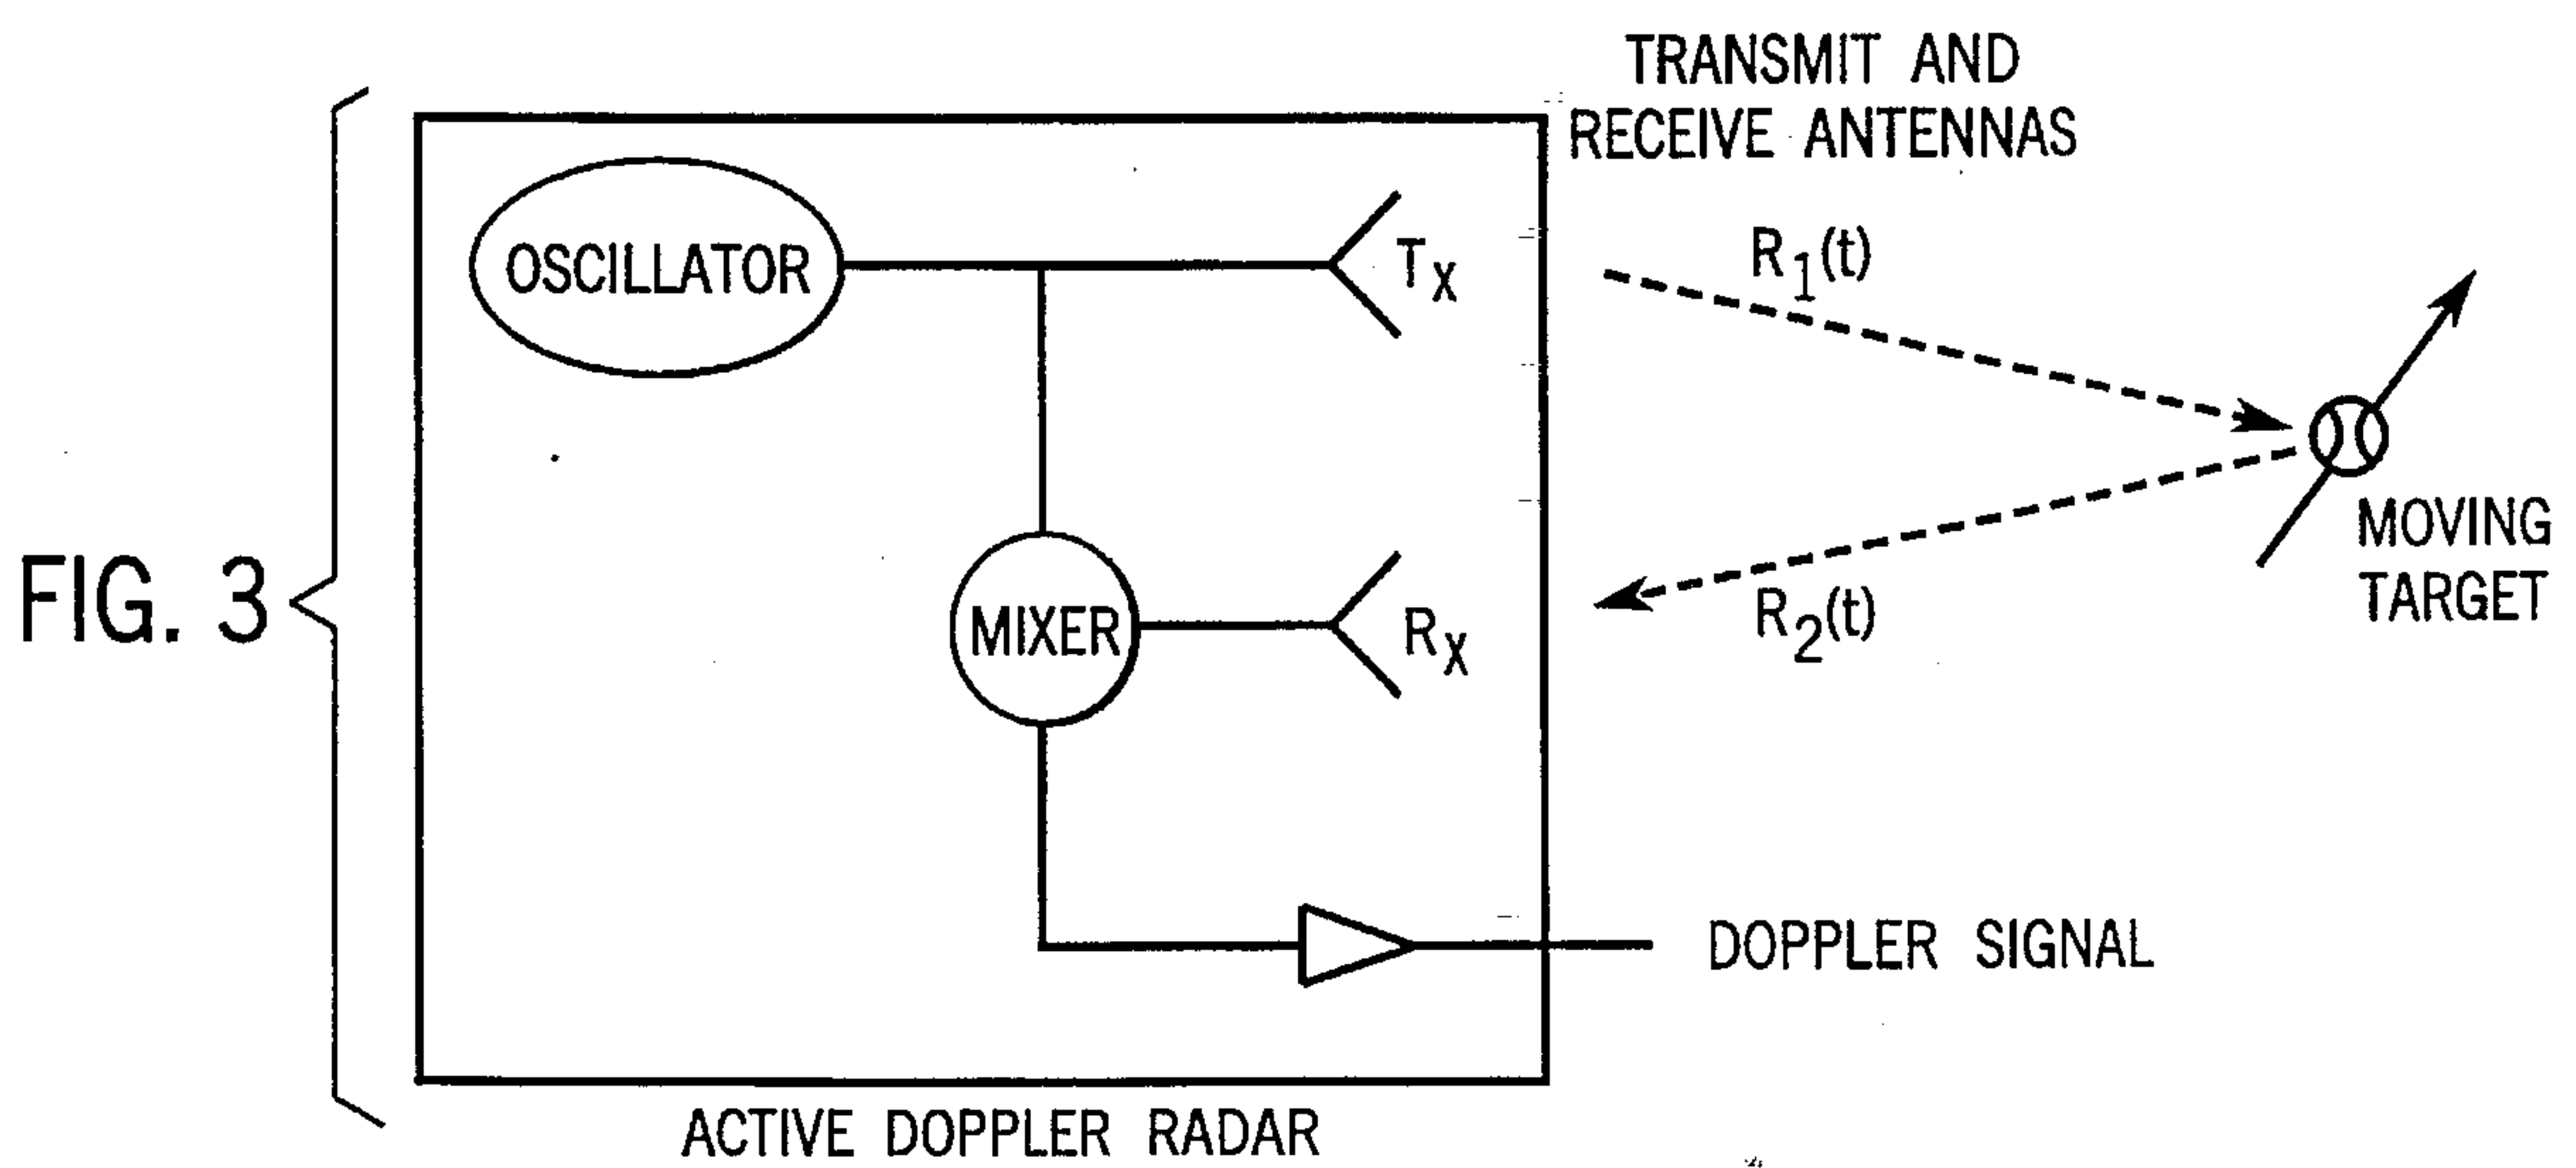 TRANSMIT AND
RECEIVE ANTENNAS
OSCILLATOR
TX
R1(t)
FIG. 3
MIXER
RX
R2(t)
MOVING
TARGET
DOPPLER SIGNAL
ACTIVE DOPPLER RADAR